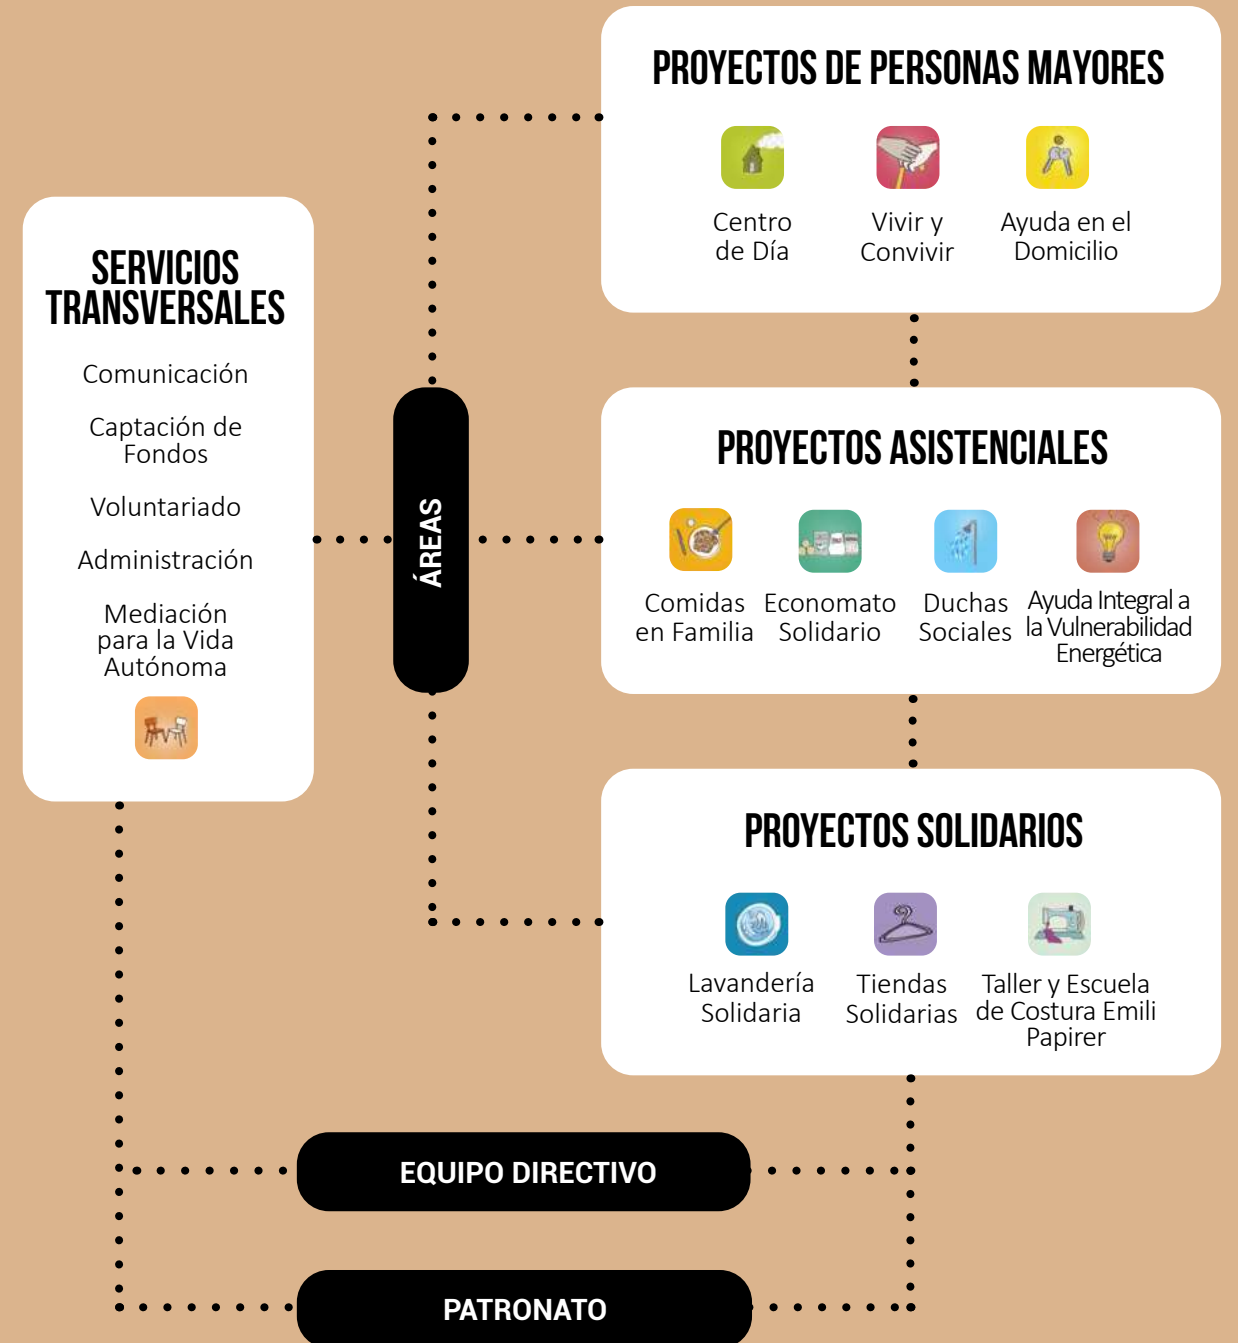 PROYECTOS DE PERSONAS MAYORES
Centro
de Día
Vivir y
Convivir
Ayuda en el
Domicilio
SERVICIOS
TRANSVERSALES
Comunicación
Captación de
Fondos
Voluntariado
Administración
Mediación
para la Vida
Autónoma
ÁREAS
PROYECTOS ASISTENCIALES
Comidas
en Familia
Economato
Solidario
Duchas
Sociales
Ayuda Integral a
la Vulnerabilidad
Energética
PROYECTOS SOLIDARIOS
Lavandería
Solidaria
Tiendas
Solidarias
Taller y Escuela
de Costura Emili
Papirer
EQUIPO DIRECTIVO
PATRONATO